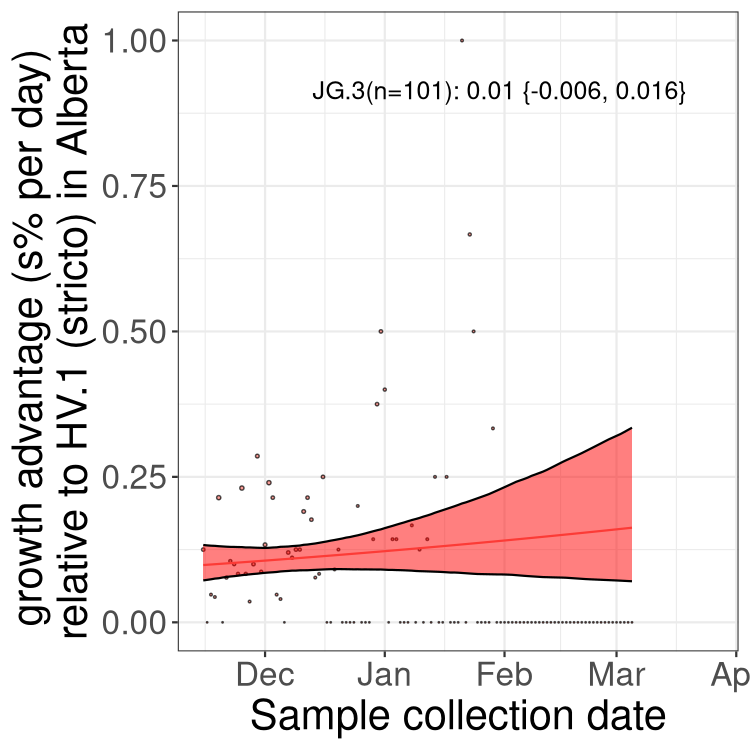 growth advantage (s% per day)
relative to HV.1 (stricto) in Alberta
1.00
0.75
0.50
0.25
0.00
JG.3(n=101): 0.01 {-0.006, 0.016}
Dec Jan Feb Mar Ap
Sample collection date